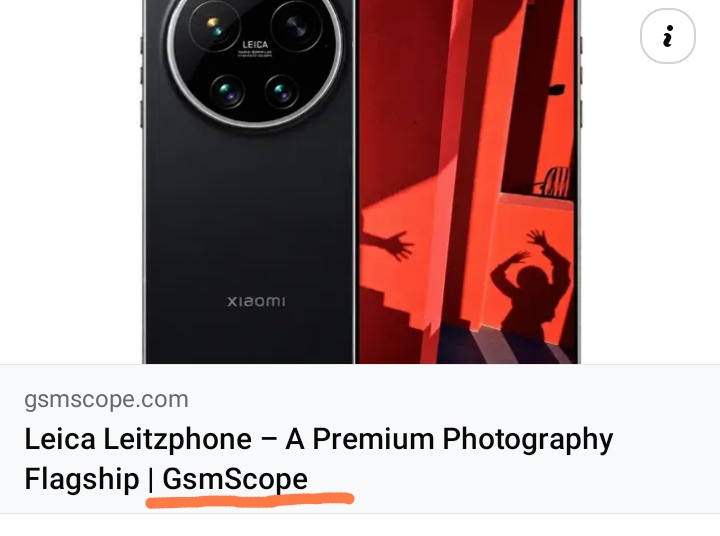 LEICA
xiaomi
gsmscope.com
Leica Leitzphone – A Premium Photography
Flagship | GsmScope